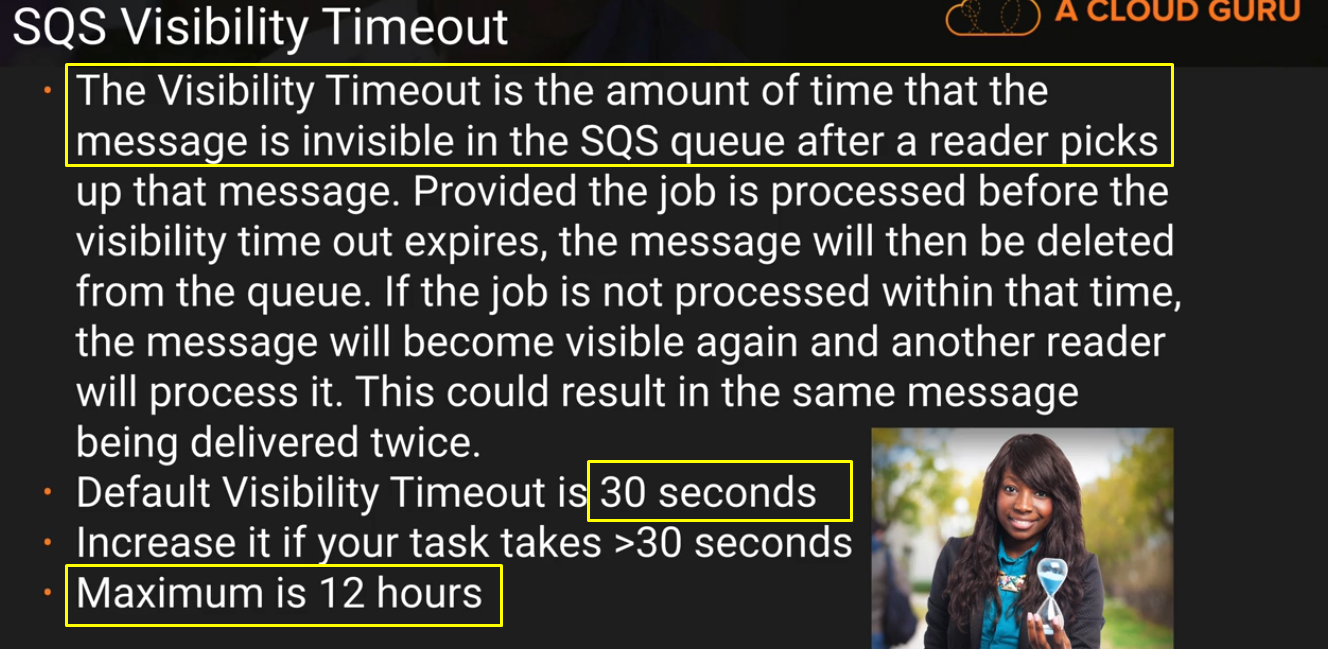 SQS Visibility Timeout
A CLOUD GURU
• The Visibility Timeout is the amount of time that the
message is invisible in the SQS queue after a reader picks
up that message. Provided the job is processed before the
visibility time out expires, the message will then be deleted
from the queue. If the job is not processed within that time,
the message will become visible again and another reader
will process it. This could result in the same message
being delivered twice.
• Default Visibility Timeout is 30 seconds
• Increase it if your task takes >30 seconds
• Maximum is 12 hours